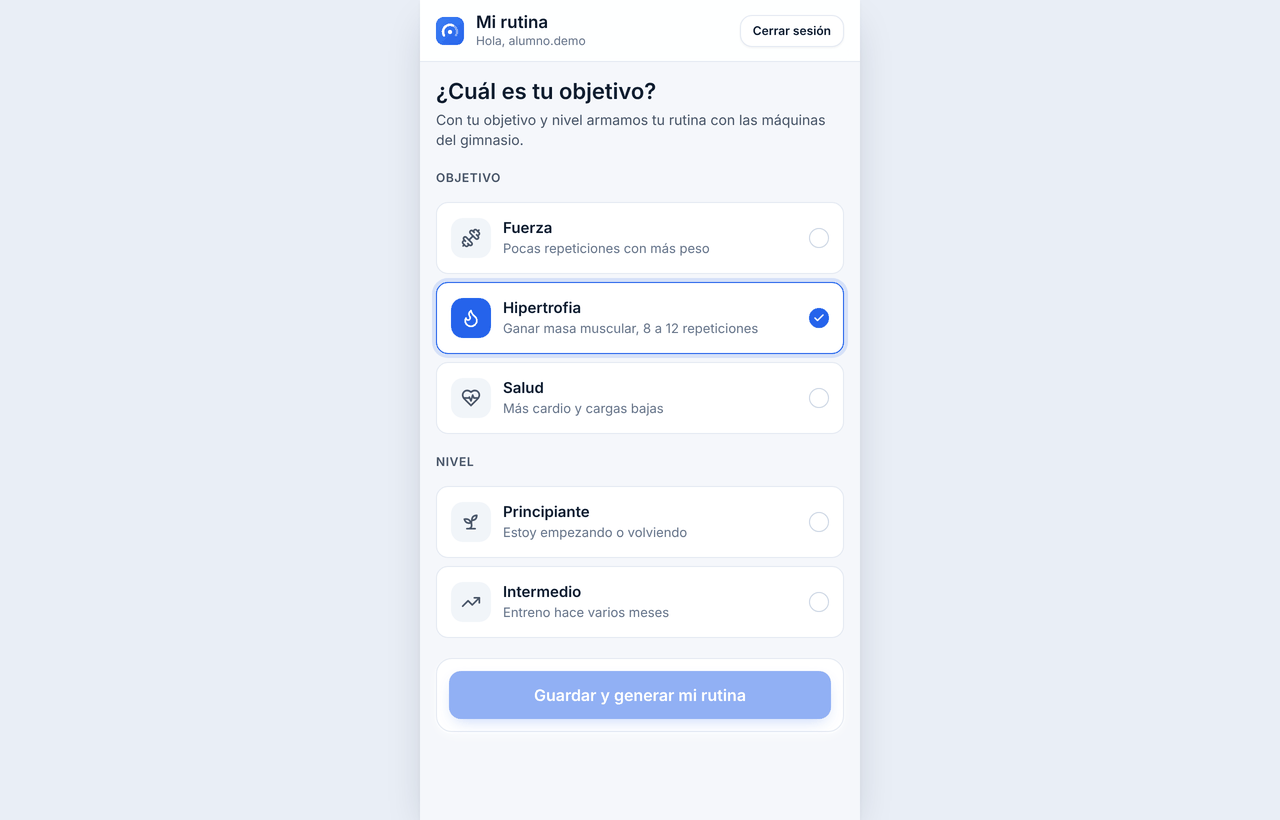 Mi rutina
Hola, alumno.demo
Cerrar sesión
¿Cuál es tu objetivo?
Con tu objetivo y nivel armamos tu rutina con las máquinas
del gimnasio.
OBJETIVO
Fuerza
Pocas repeticiones con más peso
Hipertrofia
Ganar masa muscular, 8 a 12 repeticiones
Salud
Más cardio y cargas bajas
NIVEL
Principiante
Estoy empezando o volviendo
Intermedio
Entreno hace varios meses
Guardar y generar mi rutina